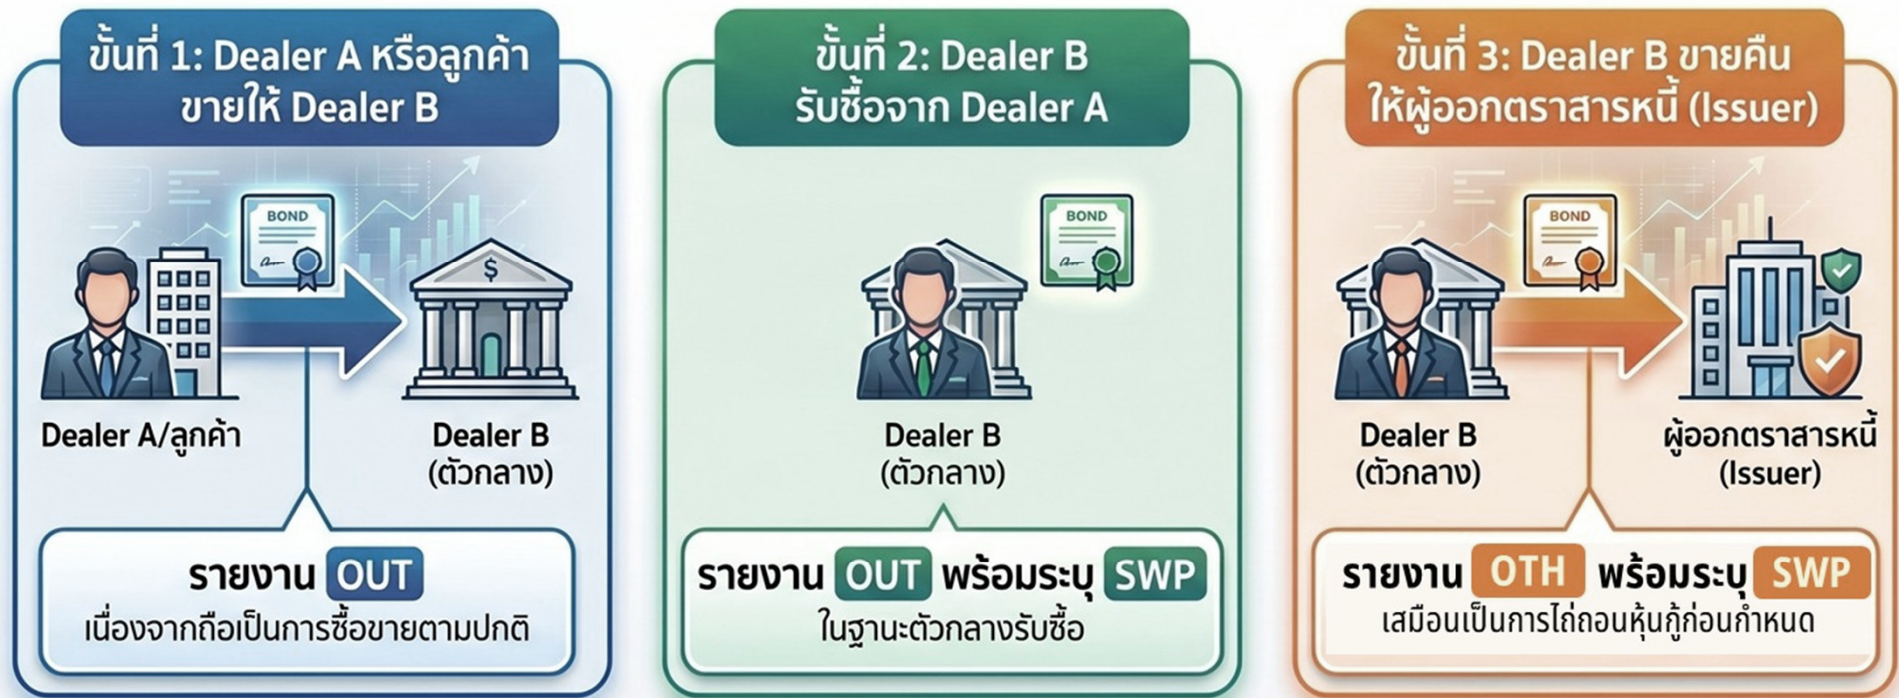 ขั้นที่ 1: Dealer A หรือลูกค้า
ขายให้ Dealer B
BOND
$
Dealer A/ลูกค้า
Dealer B
(ตัวกลาง)
รายงาน OUT
เนื่องจากถือเป็นการซื้อขายตามปกติ
ขั้นที่ 2: Dealer B
รับซื้อจาก Dealer A
BOND
Dealer B
(ตัวกลาง)
รายงาน OUT พร้อมระบุ SWP
ในฐานะตัวกลางรับซื้อ
ขั้นที่ 3: Dealer B ขายคืน
ให้ผู้ออกตราสารหนี้ (Issuer)
BOND
Dealer B
(ตัวกลาง)
ผู้ออกตราสารหนี้
(Issuer)
รายงาน OTH พร้อมระบุ SWP
เสมือนเป็นการไถ่ถอนหุ้นกู้ก่อนกำหนด